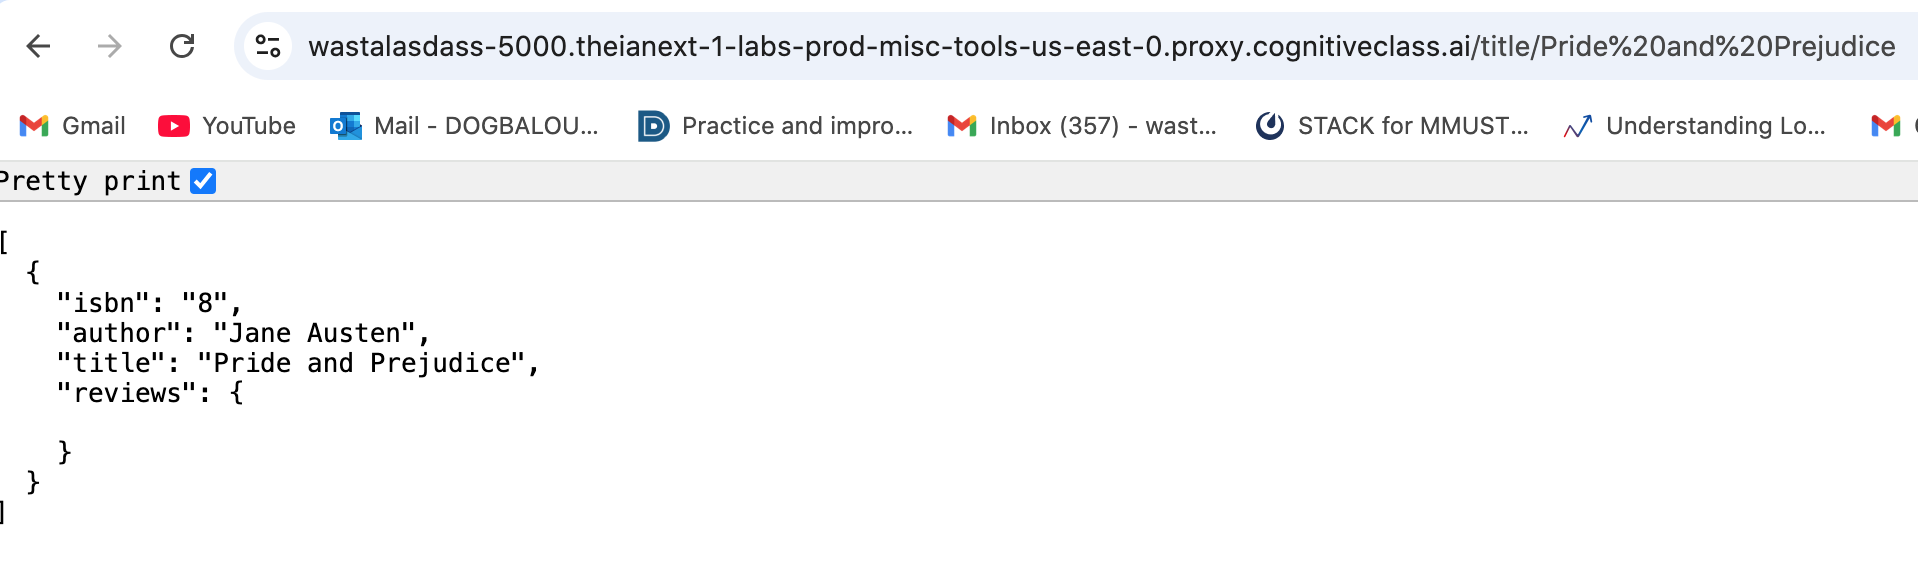 wastalasdass-5000.theianext-1-labs-prod-misc-tools-us-east-0.proxy.cognitiveclass.ai/title/Pride%20and%20Prejudice
Gmail YouTube Mail - DOGBALOU... Practice and impro... Inbox (357) - wast... STACK for MMUST... Understanding Lo...
Pretty print
[
{
"isbn": "8",
"author": "Jane Austen",
"title": "Pride and Prejudice",
"reviews": {
}
}
]